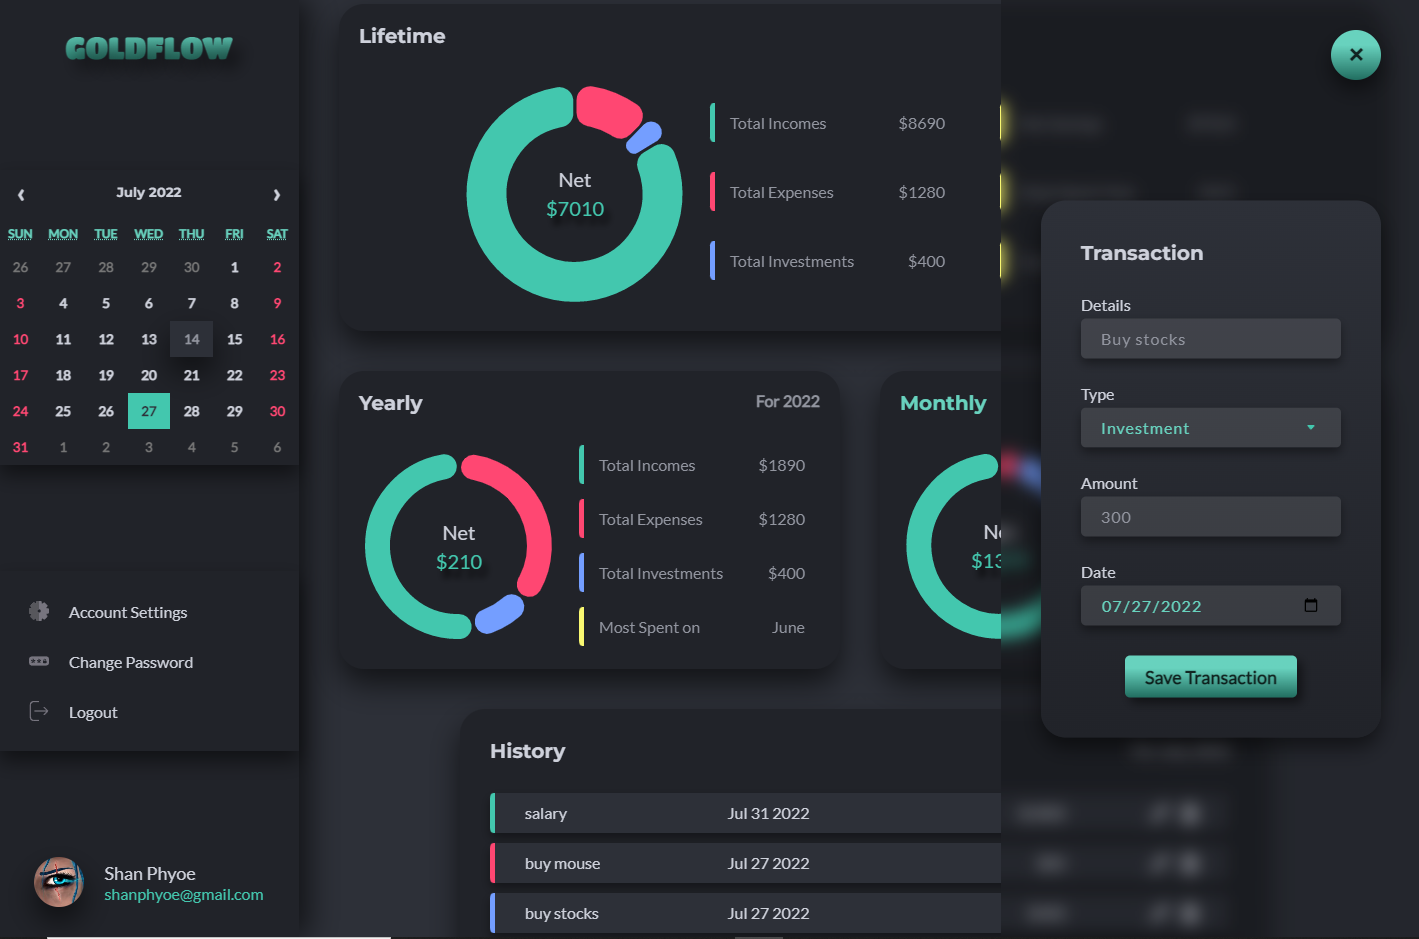 GOLDFLOW
‹ July 2022 ›
SUN MON TUE WED THU FRI SAT
26 27 28 29 30 1 2
3 4 5 6 7 8 9
10 11 12 13 14 15 16
17 18 19 20 21 22 23
24 25 26 27 28 29 30
31 1 2 3 4 5 6
Account Settings
Change Password
Logout
Shan Phyoe
shanphyoe@gmail.com
Lifetime
Net
$7010
Total Incomes $8690
Total Expenses $1280
Total Investments $400
Yearly For 2022
Net
$210
Total Incomes $1890
Total Expenses $1280
Total Investments $400
Most Spent on June
Monthly
History
salary Jul 31 2022
buy mouse Jul 27 2022
buy stocks Jul 27 2022
×
Transaction
Details
Buy stocks
Type
Investment
Amount
300
Date
07/27/2022
Save Transaction